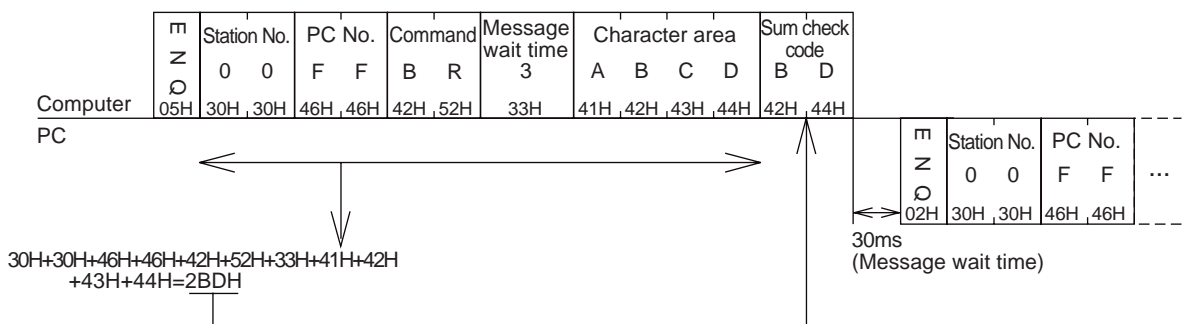 E N Q
Station No.
PC No.
Command
Message wait time
Character area
Sum check code
0 0
F F
B R
3
A B C D
B D
Computer
05H
30H 30H
46H 46H
42H 52H
33H
41H 42H 43H 44H
42H 44H
PC
E N Q
Station No.
PC No.
0 0
F F
...
02H
30H 30H
46H 46H
30ms
(Message wait time)
30H+30H+46H+46H+42H+52H+33H+41H+42H
+43H+44H=2BDH